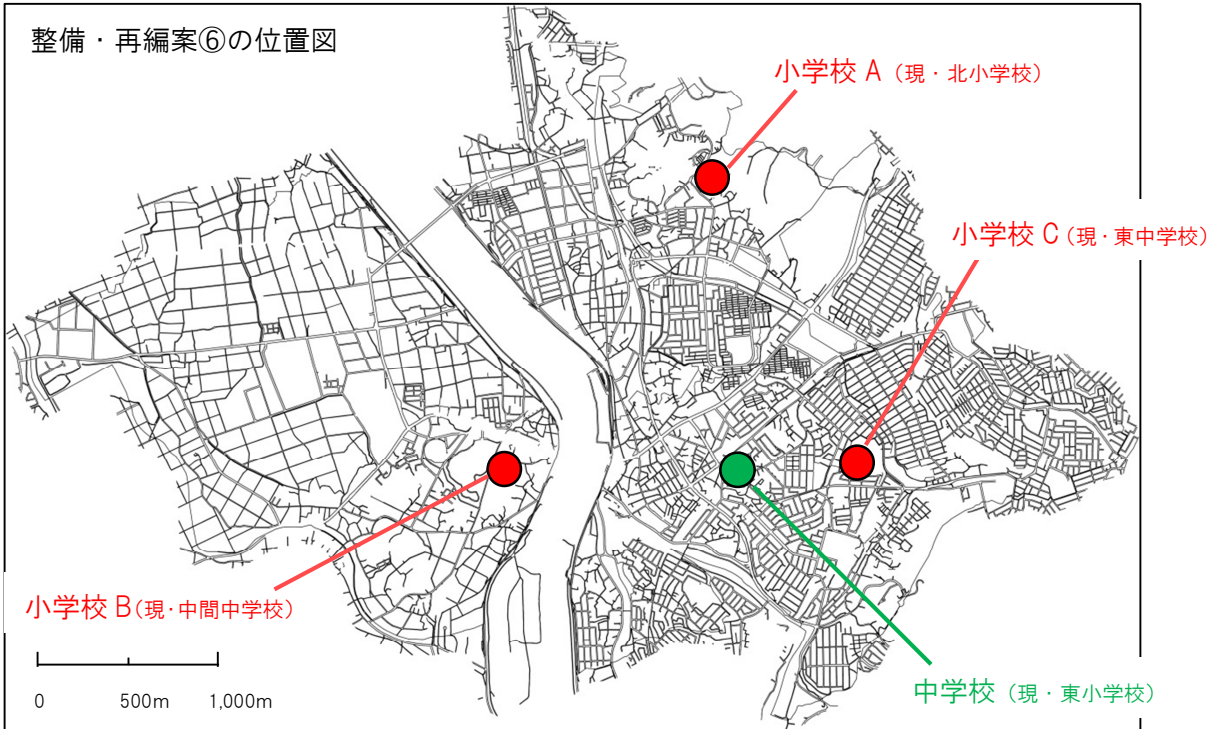 整備・再編案⑥の位置図
小学校 A（現・北小学校）
小学校 C（現・東中学校）
小学校 B（現・中間中学校）
中学校（現・東小学校）
0 500m 1,000m